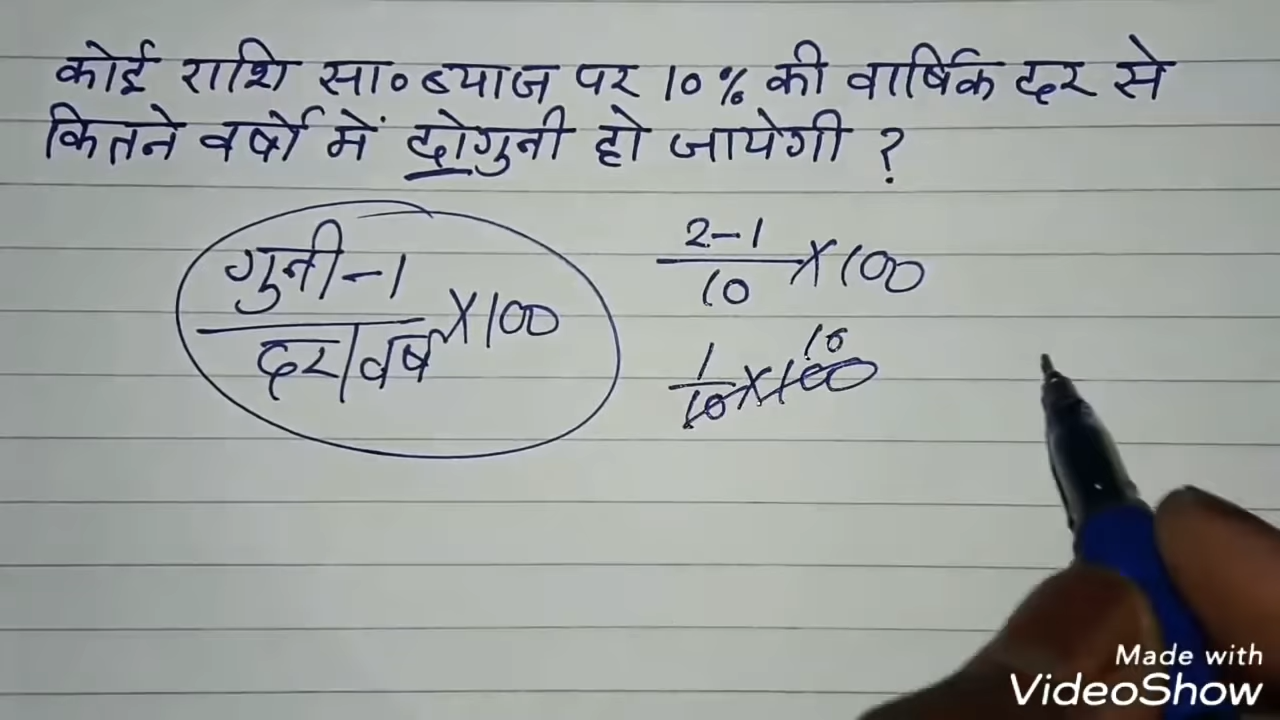 कोई राशि सा० ब्याज पर 10% की वार्षिक दर से
कितने वर्षों में दोगुनी हो जायेगी ?
गुनी-1
दर/वर्ष ×100
2-1
10 ×100
1 10
10×100
Made with
VideoShow